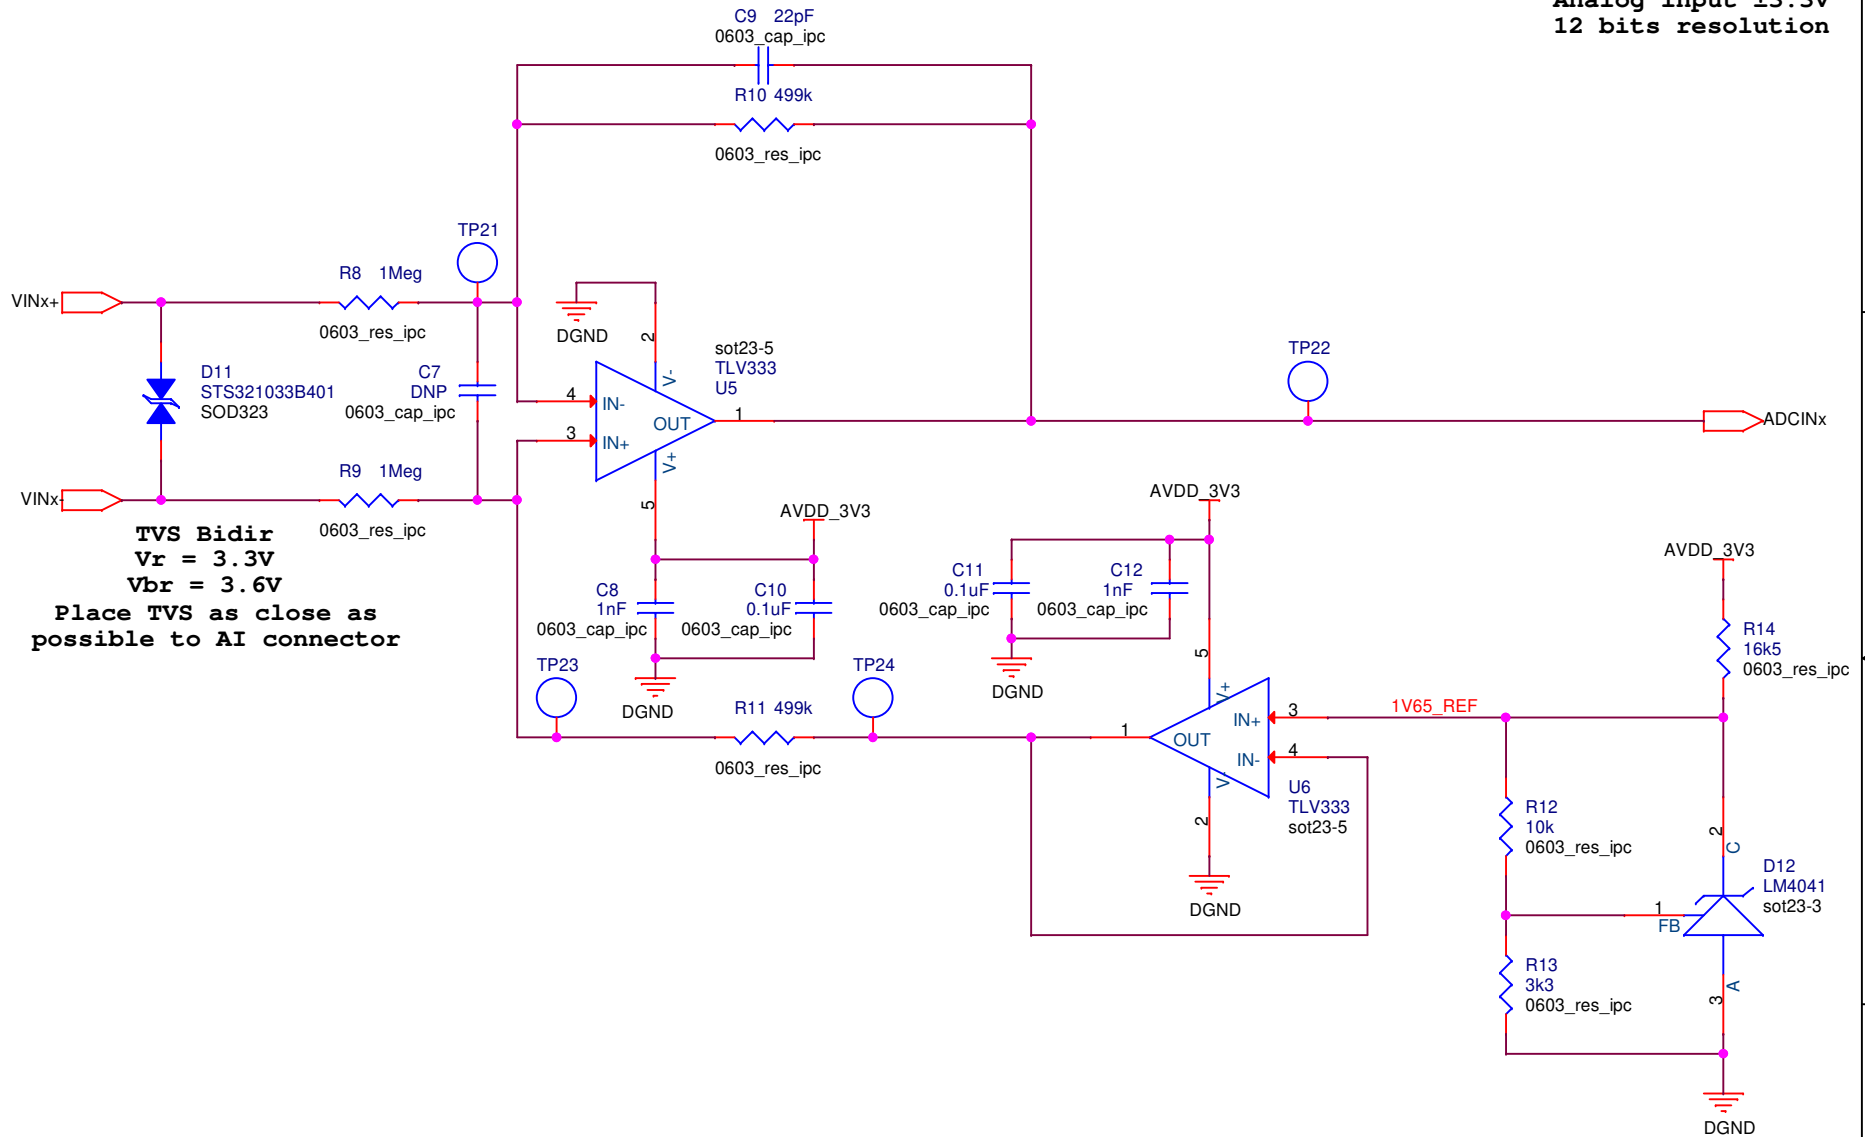 Analog input ±3.3V
12 bits resolution
C9 22pF
0603_cap_ipc
R10 499k
0603_res_ipc
TP21
R8 1Meg
VINx+
0603_res_ipc
DGND
2
V-
sot23-5
TLV333
U5
TP22
D11
STS321033B401
SOD323
C7
DNP
0603_cap_ipc
4
IN-
OUT
1
3
IN+
V+
5
ADCINx
R9 1Meg
VINx-
0603_res_ipc
TVS Bidir
Vr = 3.3V
Vbr = 3.6V
Place TVS as close as
possible to AI connector
AVDD_3V3
C8
1nF
0603_cap_ipc
C10
0.1uF
0603_cap_ipc
DGND
AVDD_3V3
C11
0.1uF
0603_cap_ipc
C12
1nF
0603_cap_ipc
DGND
AVDD_3V3
R14
16k5
0603_res_ipc
TP23
R11 499k
0603_res_ipc
TP24
5
V+
1
OUT
IN+
3
1V65_REF
IN-
4
V-
2
U6
TLV333
sot23-5
DGND
R12
10k
0603_res_ipc
2
C
D12
LM4041
sot23-3
1
FB
R13
3k3
0603_res_ipc
3
A
DGND